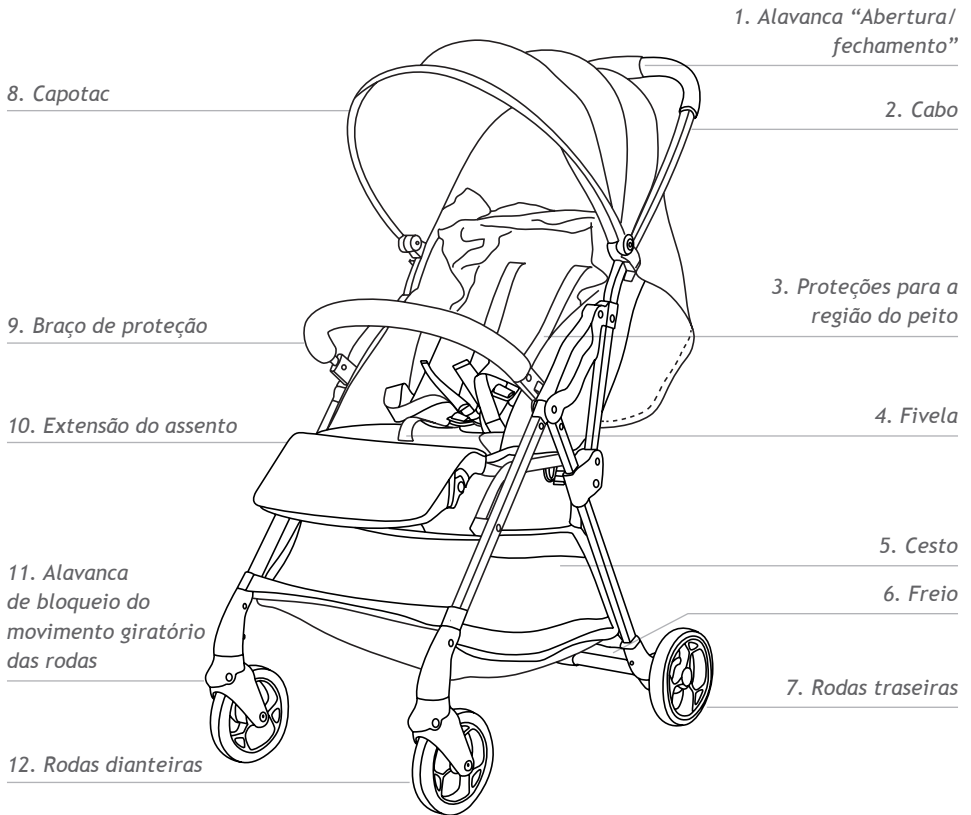 1. Alavanca “Abertura/
fechamento”
2. Cabo
3. Proteções para a
região do peito
4. Fivela
5. Cesto
6. Freio
7. Rodas traseiras
8. Capotac
9. Braço de proteção
10. Extensão do assento
11. Alavanca
de bloqueio do
movimento giratório
das rodas
12. Rodas dianteiras